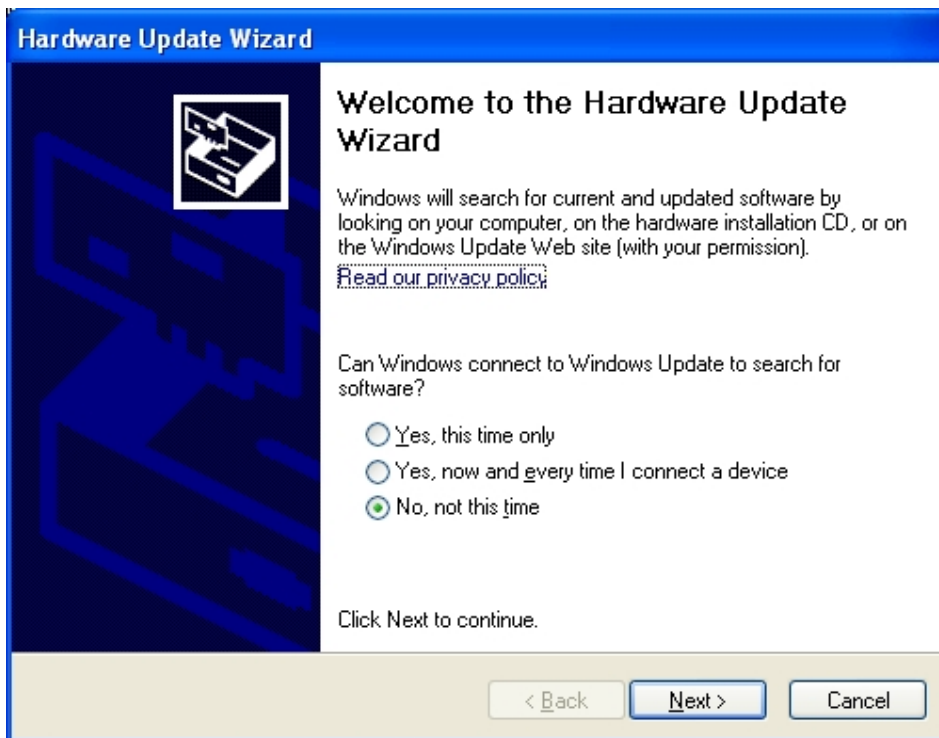 Hardware Update Wizard
Welcome to the Hardware Update
Wizard
Windows will search for current and updated software by
looking on your computer, on the hardware installation CD, or on
the Windows Update Web site (with your permission).
Read our privacy policy
Can Windows connect to Windows Update to search for
software?
Yes, this time only
Yes, now and every time I connect a device
No, not this time
Click Next to continue.
< Back Next > Cancel